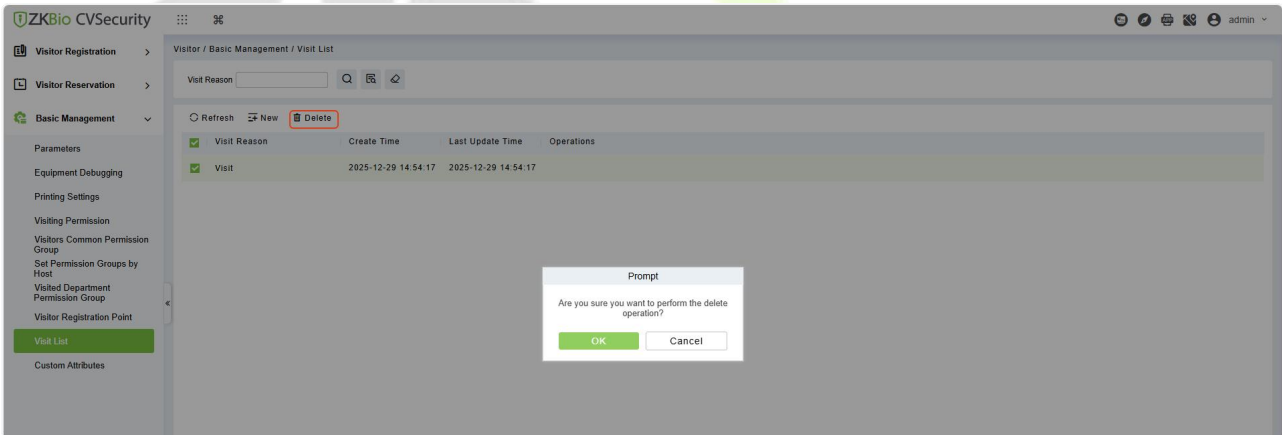 ZKBio CVSecurity
admin
Visitor Registration
Visitor / Basic Management / Visit List
Visitor Reservation
Visit Reason
Basic Management
Refresh New Delete
Visit Reason Create Time Last Update Time Operations
Visit 2025-12-29 14:54:17 2025-12-29 14:54:17
Parameters
Equipment Debugging
Printing Settings
Visiting Permission
Visitors Common Permission
Group
Set Permission Groups by
Host
Visited Department
Permission Group
Visitor Registration Point
Visit List
Custom Attributes
Prompt
Are you sure you want to perform the delete
operation?
OK Cancel